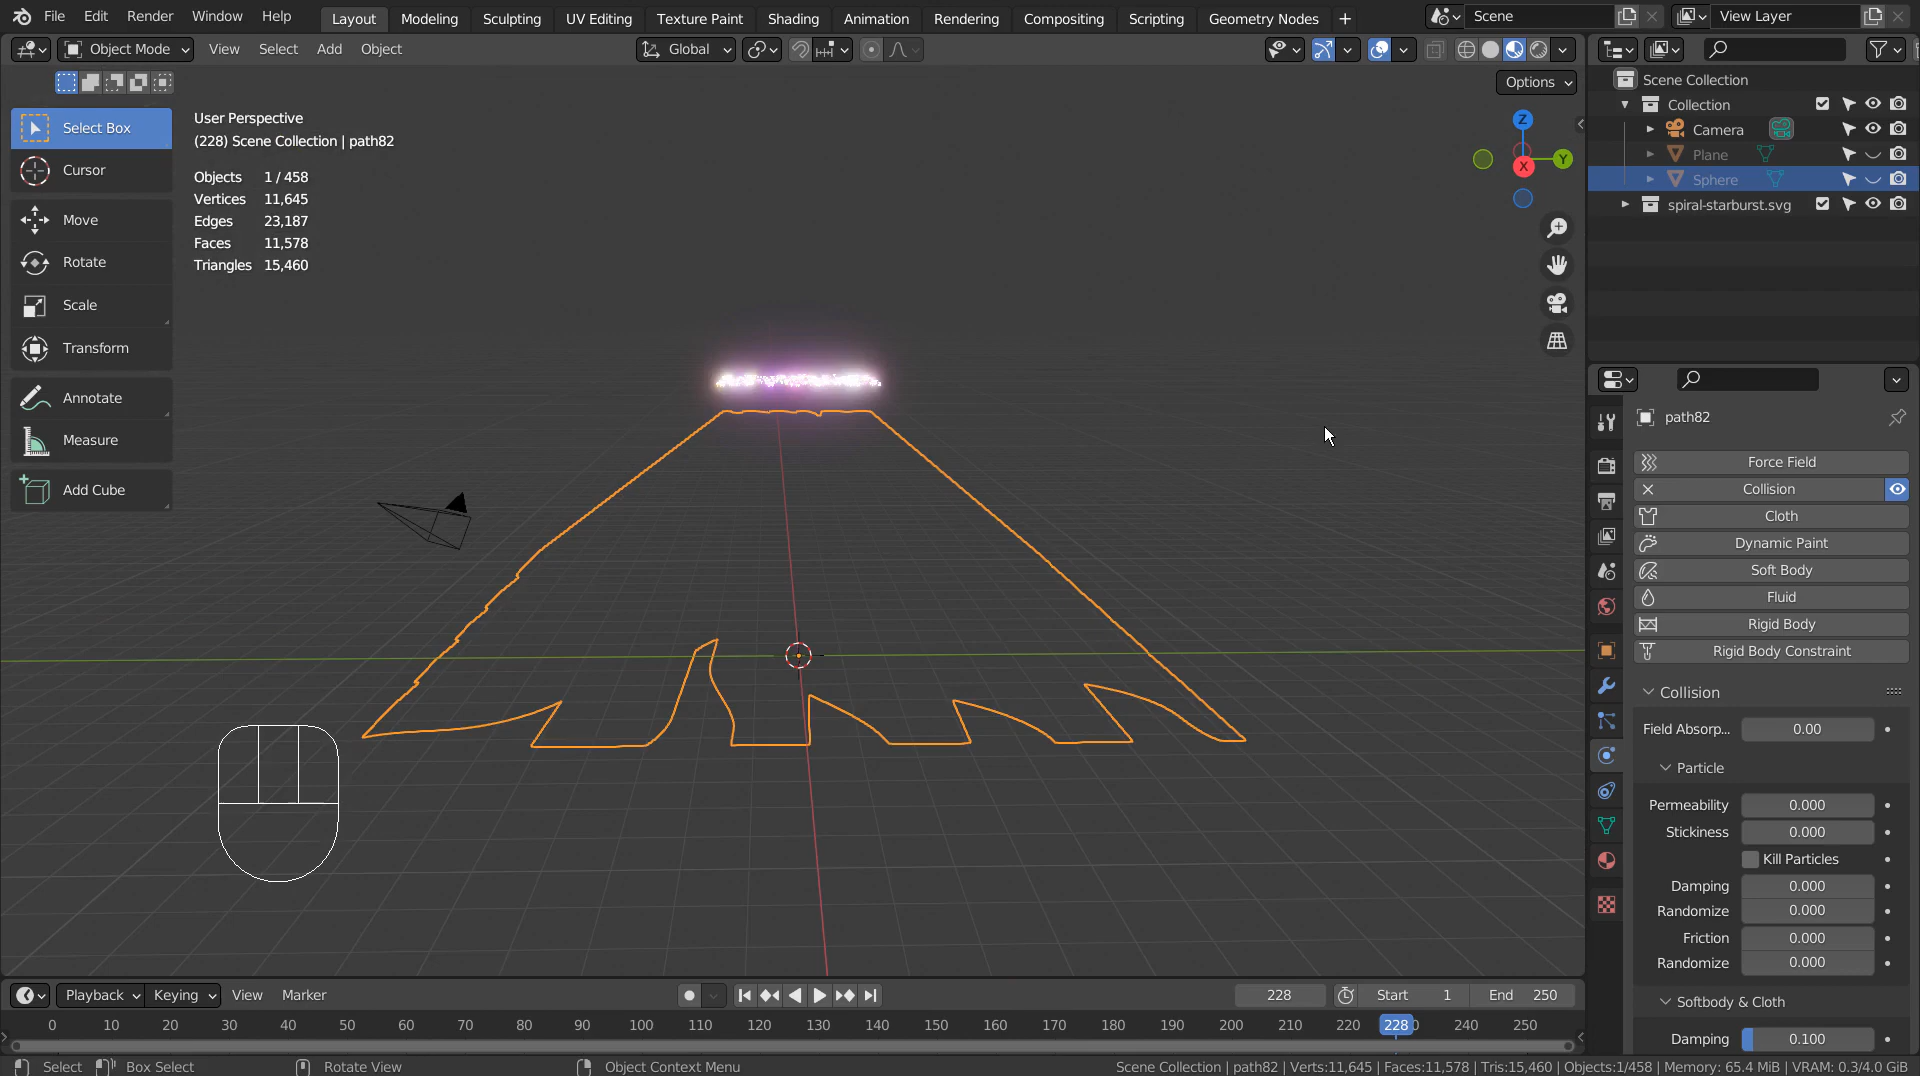 File Edit Render Window Help Layout Modeling Sculpting UV Editing Texture Paint Shading Animation Rendering Compositing Scripting Geometry Nodes + Scene View Layer
Object Mode View Select Add Object Global
Options
Select Box
Cursor
Move
Rotate
Scale
Transform
Annotate
Measure
Add Cube
User Perspective
(228) Scene Collection | path82
Objects 1 / 458
Vertices 11,645
Edges 23,187
Faces 11,578
Triangles 15,460
Z
Y
X
Scene Collection
Collection
Camera
Plane
Sphere
spiral-starburst.svg
path82
Force Field
Collision
Cloth
Dynamic Paint
Soft Body
Fluid
Rigid Body
Rigid Body Constraint
Collision
Field Absorp... 0.00
Particle
Permeability 0.000
Stickiness 0.000
Kill Particles
Damping 0.000
Randomize 0.000
Friction 0.000
Randomize 0.000
Softbody & Cloth
Damping 0.100
Playback Keying View Marker 228 Start 1 End 250
0 10 20 30 40 50 60 70 80 90 100 110 120 130 140 150 160 170 180 190 200 210 220 228 240 250
Select Box Select Rotate View Object Context Menu Scene Collection | path82 | Verts:11,645 | Faces:11,578 | Tris:15,460 | Objects:1/458 | Memory: 65.4 MiB | VRAM: 0.3/4.0 GiB